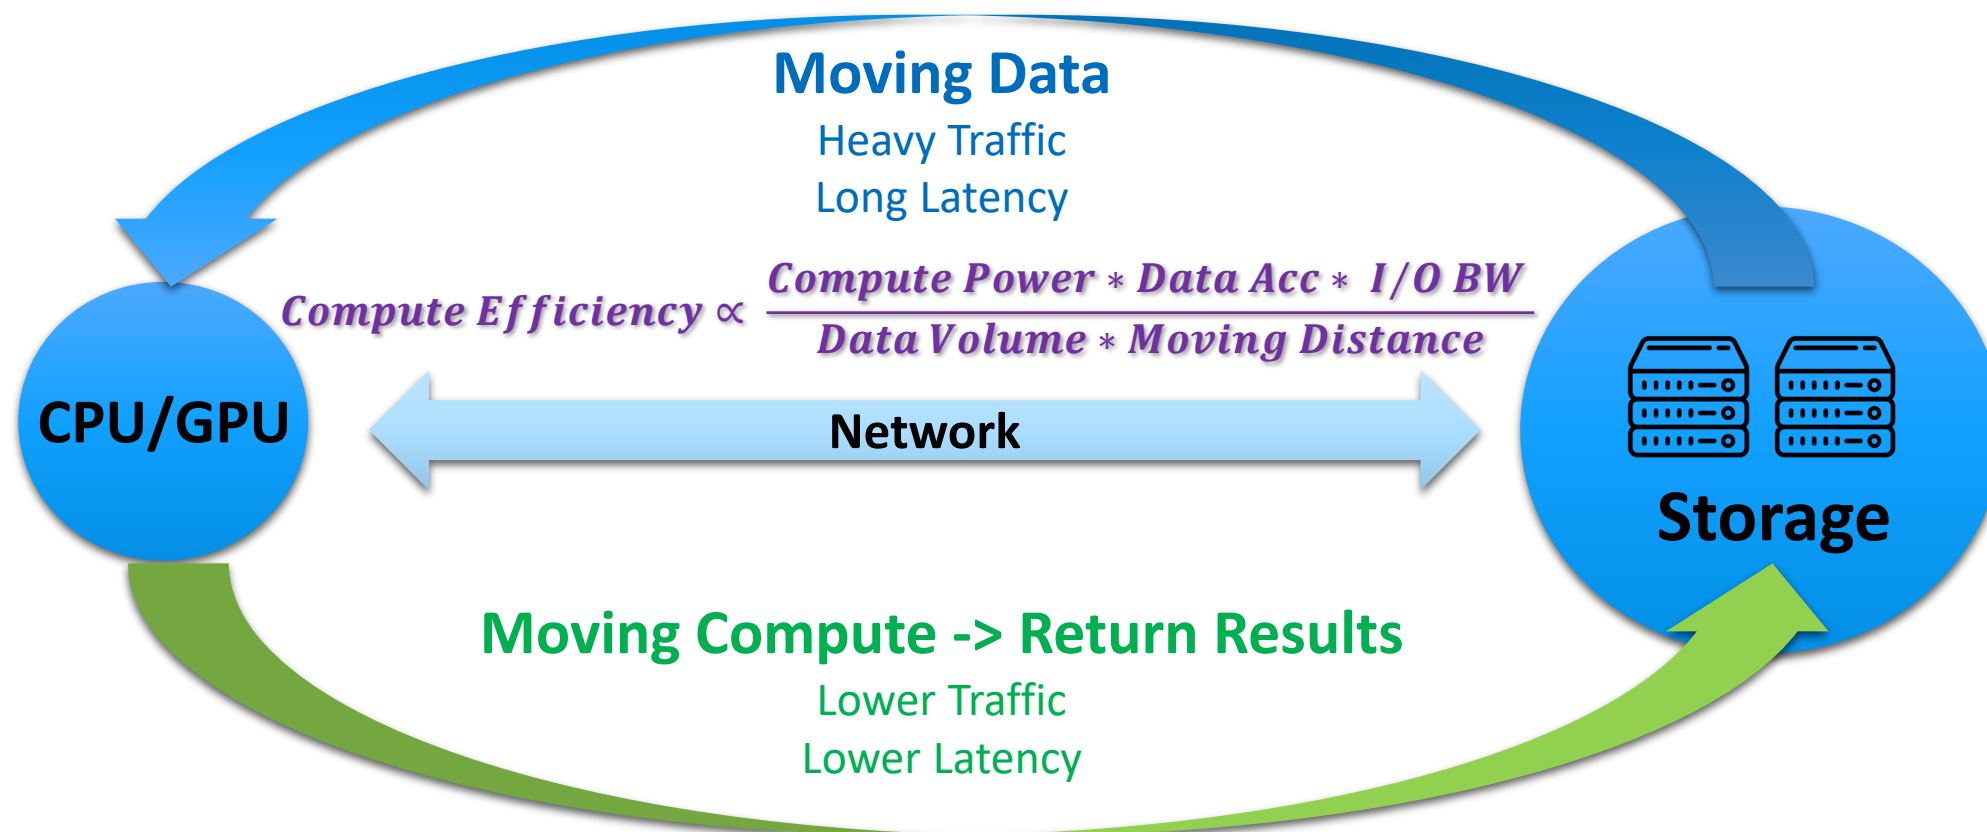 Moving Data
Heavy Traffic
Long Latency
Compute Efficiency ∝ Compute Power * Data Acc * I/O BW
Data Volume * Moving Distance
CPU/GPU
Network
Storage
Moving Compute -> Return Results
Lower Traffic
Lower Latency